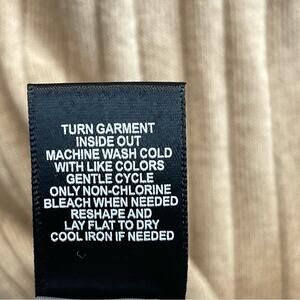 TURN GARMENT
INSIDE OUT
MACHINE WASH COLD
WITH LIKE COLORS
GENTLE CYCLE
ONLY NON-CHLORINE
BLEACH WHEN NEEDED
RESHAPE AND
LAY FLAT TO DRY
COOL IRON IF NEEDED